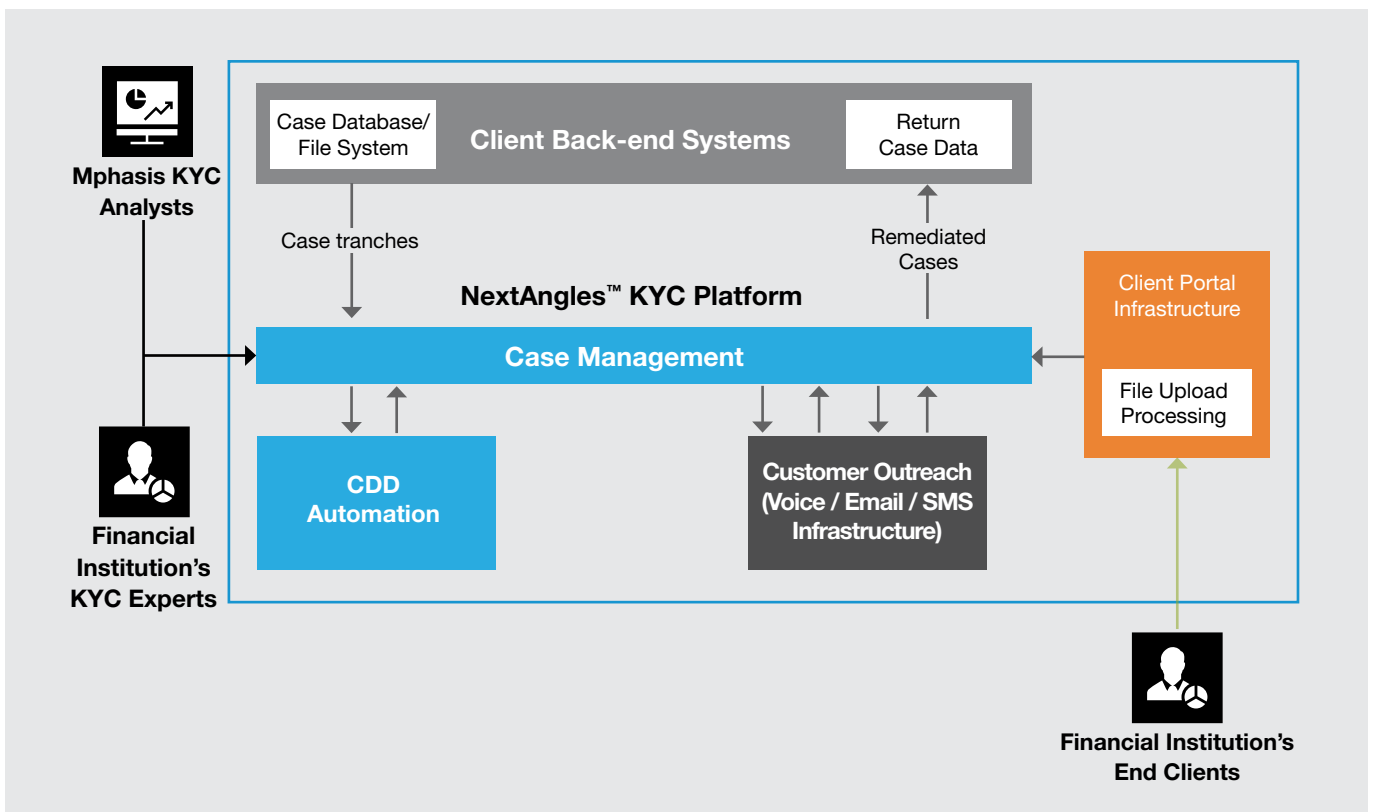 Mphasis KYC
Analysts
Case Database/
File System
Client Back-end Systems
Return
Case Data
Case tranches
Remediated
Cases
NextAngles™ KYC Platform
Case Management
Client Portal
Infrastructure
File Upload
Processing
CDD
Automation
Customer Outreach
(Voice / Email / SMS
Infrastructure)
Financial
Institution’s
KYC Experts
Financial Institution’s
End Clients